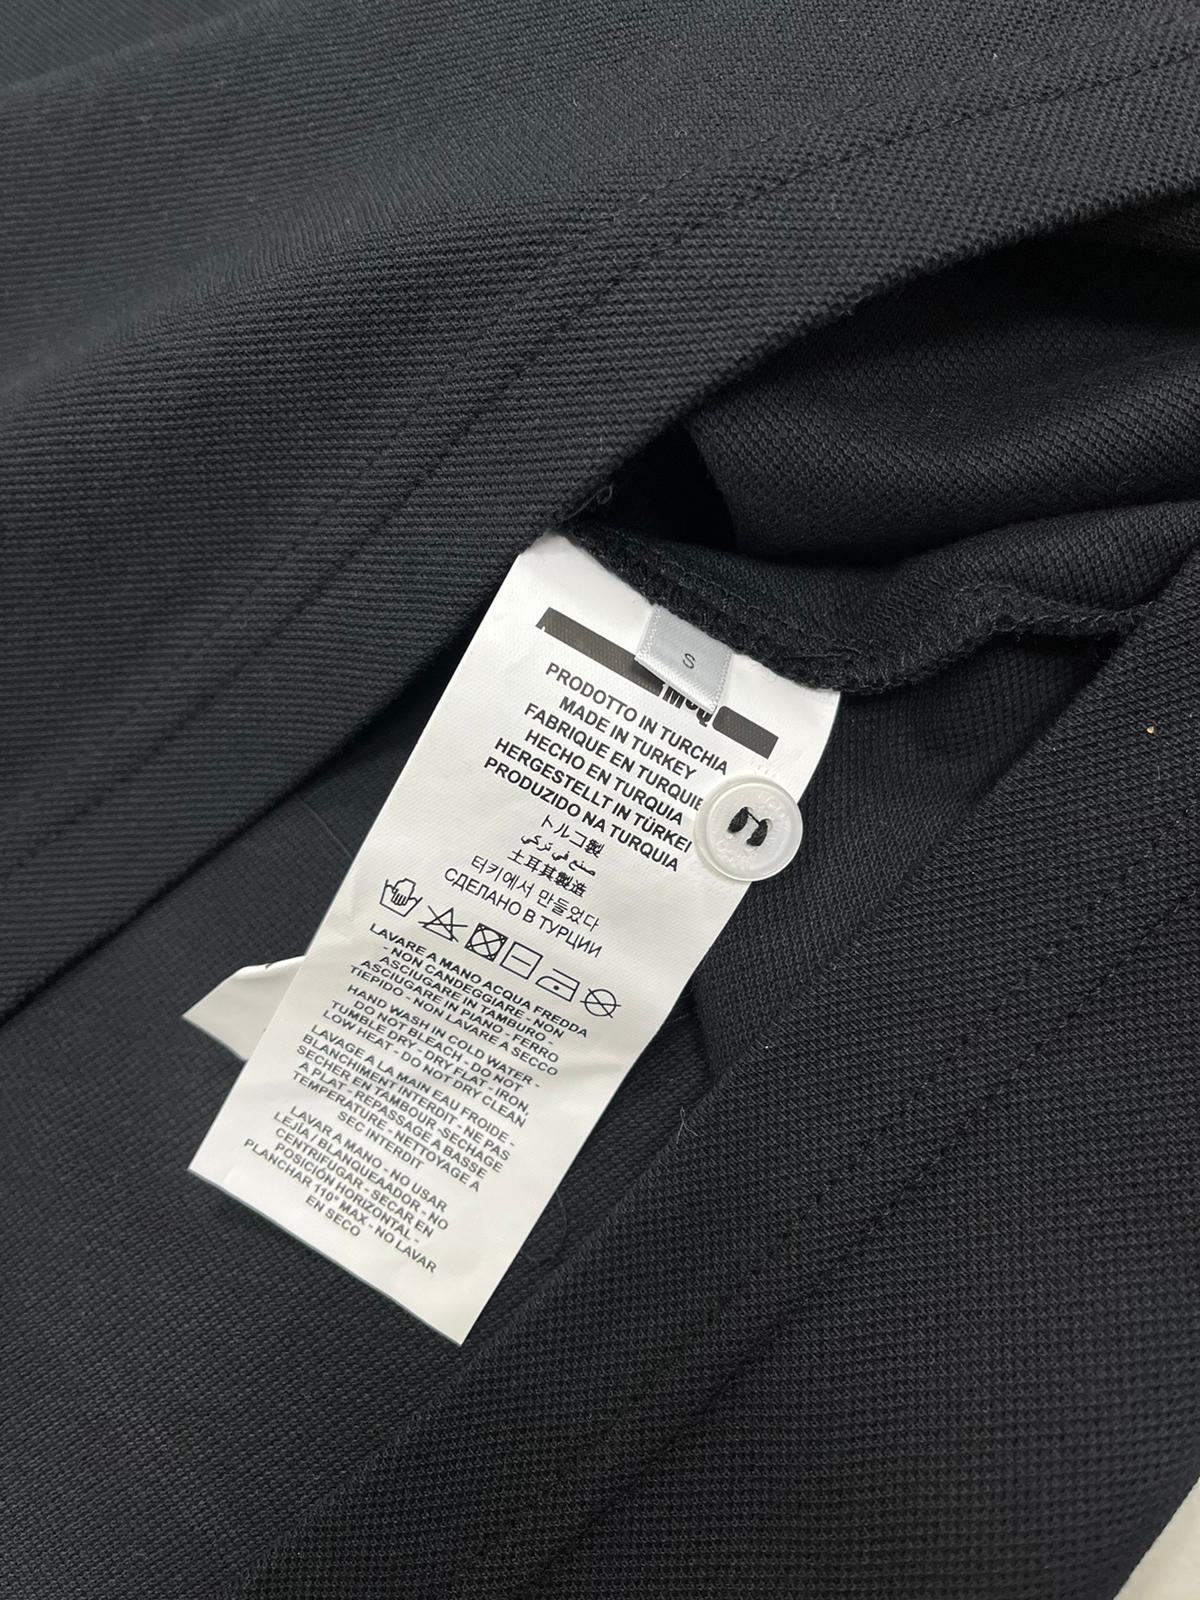 S
McQ
PRODOTTO IN TURCHIA
MADE IN TURKEY
FABRIQUE EN TURQUIE
HECHO EN TURQUIA
HERGESTELLT IN TÜRKEI
PRODUZIDO NA TURQUIA
トルコ製
صنع في تركي
土耳其製造
터키에서 만들었다
СДЕЛАНО В ТУРЦИИ
LAVARE A MANO ACQUA FREDDA
- NON CANDEGGIARE - NON
ASCIUGARE IN TAMBURO -
ASCIUGARE IN PIANO - FERRO
TIEPIDO - NON LAVARE A SECCO
HAND WASH IN COLD WATER -
DO NOT BLEACH - DO NOT
TUMBLE DRY - DRY FLAT - IRON,
LOW HEAT - DO NOT DRY CLEAN
LAVAGE A LA MAIN EAU FROIDE -
BLANCHIMENT INTERDIT - NE PAS
SECHER EN TAMBOUR -SECHAGE
A PLAT - REPASSAGE A BASSE
TEMPERATURE - NETTOYAGE A
SEC INTERDIT
LAVAR A MANO - NO USAR
LEJÍA / BLANQUEAADOR - NO
CENTRIFUGAR - SECAR EN
POSICIÓN HORIZONTAL -
PLANCHAR 110° MAX - NO LAVAR
EN SECO